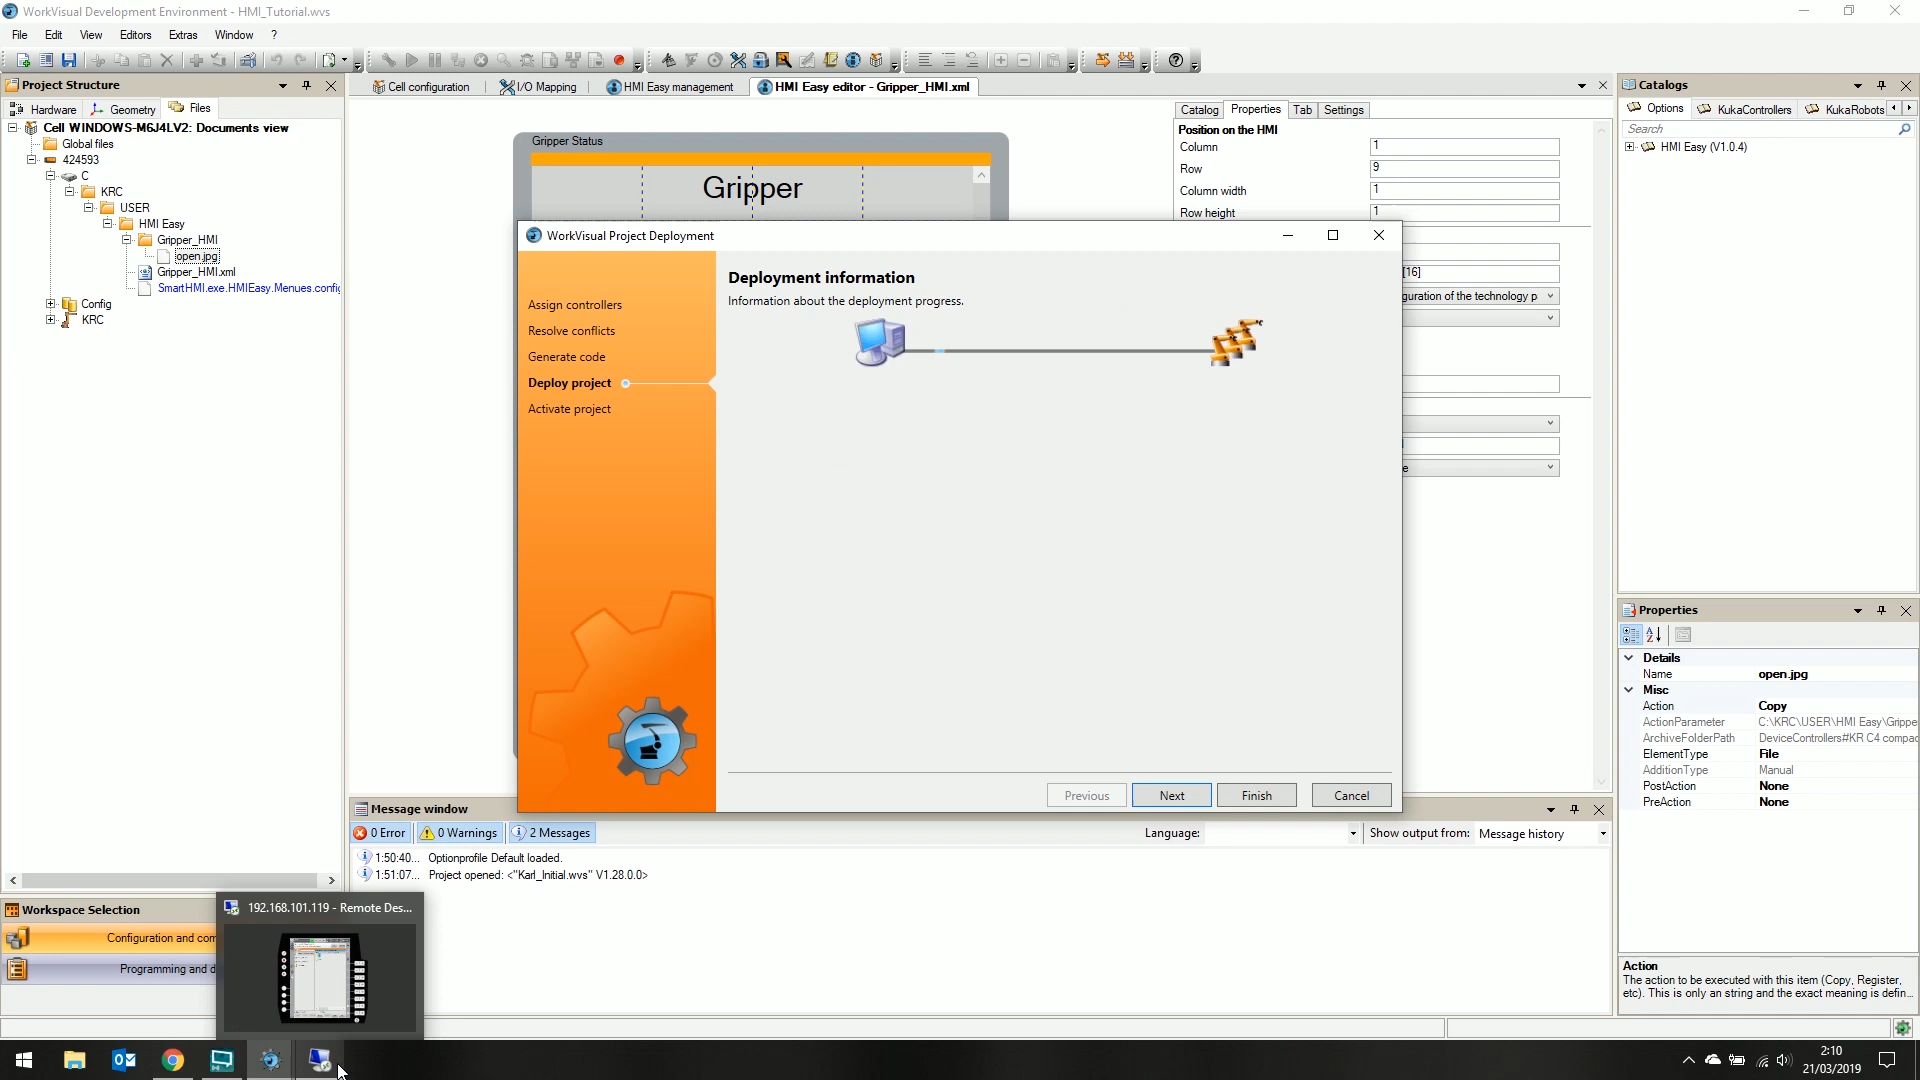 WorkVisual Development Environment - HMI_Tutorial.wvs
File Edit View Editors Extras Window ?
Project Structure
Hardware Geometry Files
Cell WINDOWS-M6J4LV2: Documents view
Global files
424593
C
KRC
USER
HMI Easy
Gripper_HMI
open.jpg
Gripper_HMI.xml
SmartHMI.exe.HMIEasy.Menues.config
Config
KRC
Cell configuration I/O Mapping HMI Easy management HMI Easy editor - Gripper_HMI.xml
Gripper Status
Gripper
Catalog Properties Tab Settings
Position on the HMI
Column 1
Row 9
Column width 1
Row height 1
[16]
guration of the technology p
e
WorkVisual Project Deployment
Assign controllers
Resolve conflicts
Generate code
Deploy project
Activate project
Deployment information
Information about the deployment progress.
Previous Next Finish Cancel
Catalogs
Options KukaControllers KukaRobots
Search
HMI Easy (V1.0.4)
Properties
Details
Name open.jpg
Misc
Action Copy
ActionParameter C:\KRC\USER\HMI Easy\Grippe
ArchiveFolderPath DeviceControllers#KR C4 compac
ElementType File
AdditionType Manual
PostAction None
PreAction None
Action
The action to be executed with this item (Copy, Register,
etc). This is only an string and the exact meaning is defin...
Message window
0 Error 0 Warnings 2 Messages Language: Show output from: Message history
1:50:40... Optionprofile Default loaded.
1:51:07... Project opened: <"Karl_Initial.wvs" V1.28.0.0>
Workspace Selection
Configuration and com
Programming and d
192.168.101.119 - Remote Des...
2:10
21/03/2019